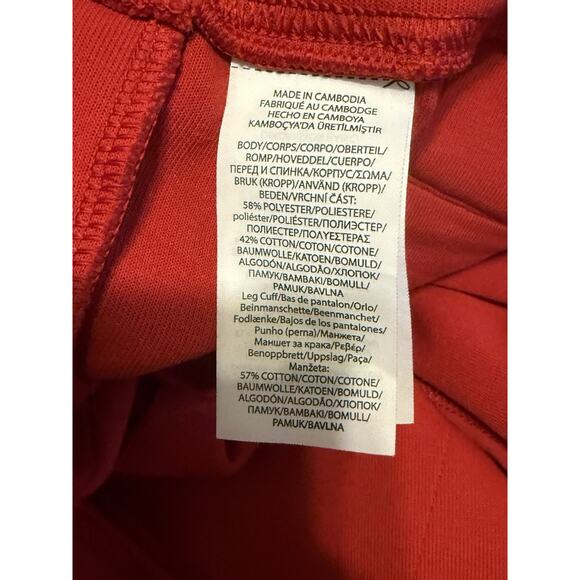 MADE IN CAMBODIA
FABRIQUÉ AU CAMBODGE
HECHO EN CAMBOYA
KAMBOÇYA'DA ÜRETİLMİŞTİR
BODY/CORPS/CORPO/OBERTEIL/
ROMP/HOVEDDEL/CUERPO/
ПЕРЕД И СПИНКА/КОРПУС/ΣΩΜΑ/
BRUK (KROPP)/ANVÄND (KROPP)/
BEDEN/VRCHNÍ ČÁST:
58% POLYESTER/POLIESTERE/
poliéster/POLIÉSTER/ПОЛИЭСТЕР/
ПОЛИЕСТЕР/ΠΟΛΥΕΣΤΕΡΑΣ
42% COTTON/COTON/COTONE/
BAUMWOLLE/KATOEN/BOMULD/
ALGODÓN/ALGODÃO/ХЛОПОК/
ПАМУК/ΒΑΜΒΑΚΙ/BOMULL/
PAMUK/BAVLNA
Leg Cuff/Bas de pantalon/Orlo/
Beinmanschette/Beenmanchet/
Fodlænke/Bajos de los pantalones/
Punho (perna)/Манжета/
Маншет за крака/Ρεβέρ/
Benoppbrett/Uppslag/Paça/
Manžeta:
57% COTTON/COTON/COTONE/
BAUMWOLLE/KATOEN/BOMULD/
ALGODÓN/ALGODÃO/ХЛОПОК/
ПАМУК/ΒΑΜΒΑΚΙ/BOMULL/
PAMUK/BAVLNA